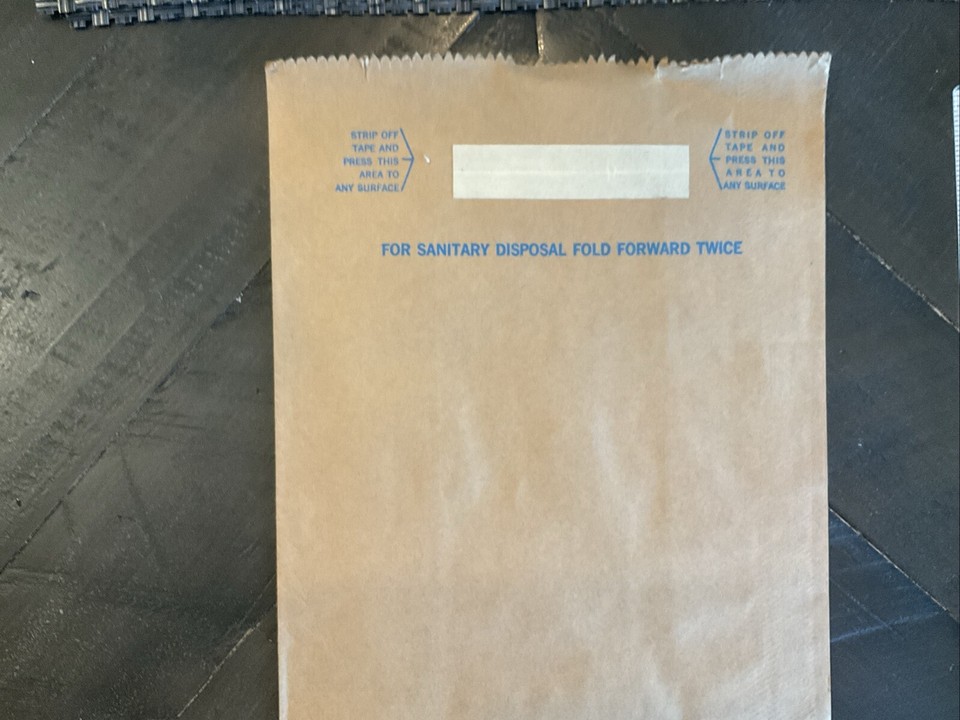 STRIP OFF
TAPE AND
PRESS THIS
AREA TO
ANY SURFACE
STRIP OFF
TAPE AND
PRESS THIS
AREA TO
ANY SURFACE
FOR SANITARY DISPOSAL FOLD FORWARD TWICE